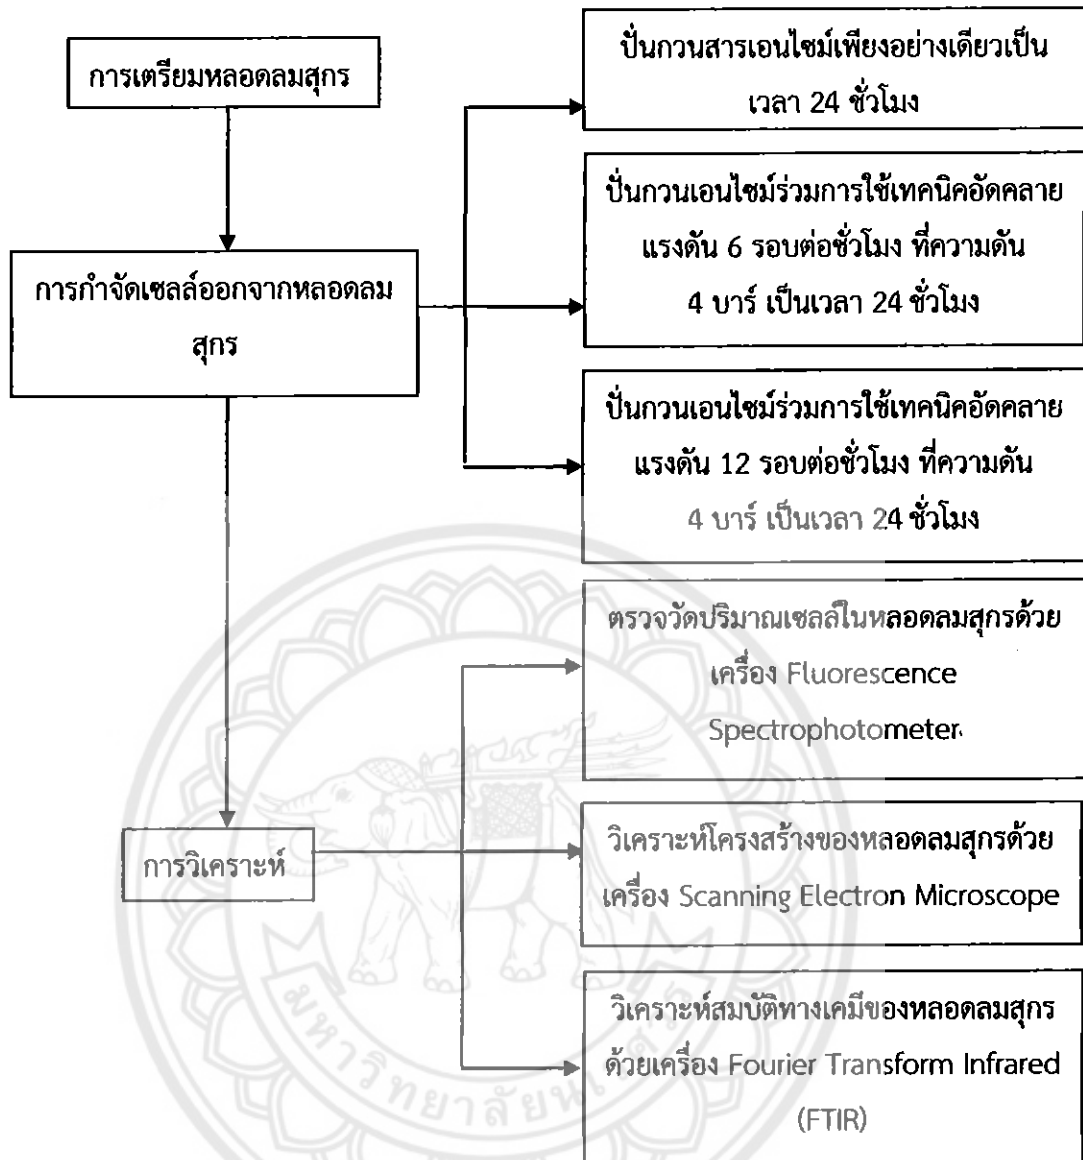 การเตรียมหลอดลมสุกร
ปั่นกวนสารเอนไซม์เพียงอย่างเดียวเป็น
เวลา 24 ชั่วโมง
การกำจัดเซลล์ออกจากหลอดลม
สุกร
ปั่นกวนเอนไซม์ร่วมการใช้เทคนิคอัดคลาย
แรงดัน 6 รอบต่อชั่วโมง ที่ความดัน
4 บาร์ เป็นเวลา 24 ชั่วโมง
ปั่นกวนเอนไซม์ร่วมการใช้เทคนิคอัดคลาย
แรงดัน 12 รอบต่อชั่วโมง ที่ความดัน
4 บาร์ เป็นเวลา 24 ชั่วโมง
การวิเคราะห์
ตรวจวัดปริมาณเซลล์ในหลอดลมสุกรด้วย
เครื่อง Fluorescence
Spectrophotometer
วิเคราะห์โครงสร้างของหลอดลมสุกรด้วย
เครื่อง Scanning Electron Microscope
วิเคราะห์สมบัติทางเคมีของหลอดลมสุกร
ด้วยเครื่อง Fourier Transform Infrared
(FTIR)